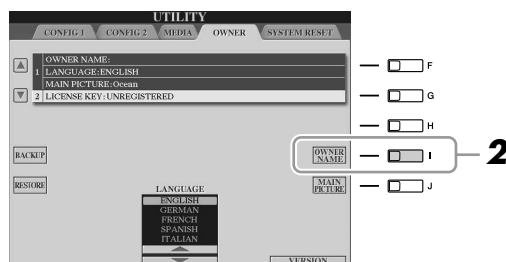 UTILITY
CONFIG 1 CONFIG 2 MEDIA OWNER SYSTEM RESET
OWNER NAME:
1 LANGUAGE:ENGLISH
MAIN PICTURE:Ocean
2 LICENSE KEY:UNREGISTERED
F
G
H
BACKUP
OWNER NAME
I
2
RESTORE
MAIN PICTURE
J
LANGUAGE
ENGLISH
GERMAN
FRENCH
SPANISH
ITALIAN
VERSION